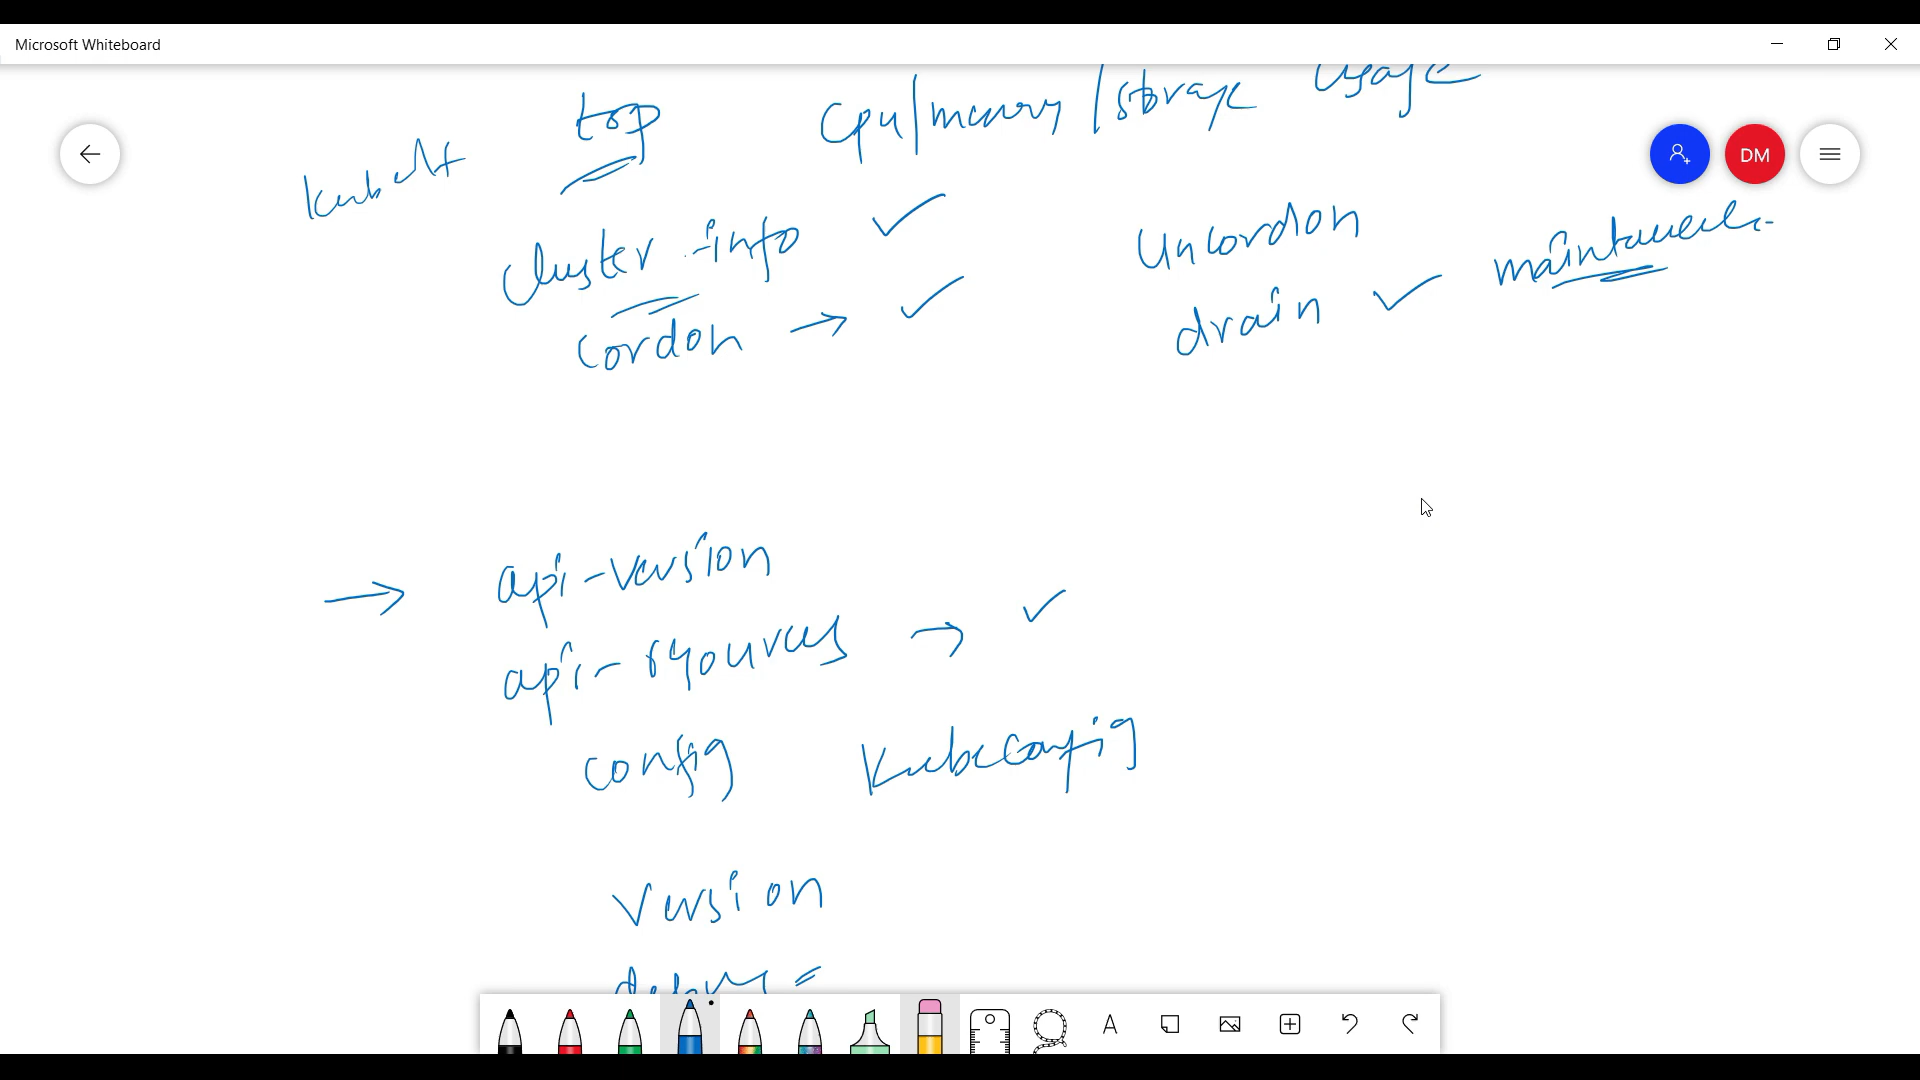 Microsoft Whiteboard
usage
top cpu/memory/storage
kubectl
DM
cluster-info ✓ Uncordon
cordon → ✓ drain ✓
→ api-version
api-resources → ✓
config kubeconfig
version
A